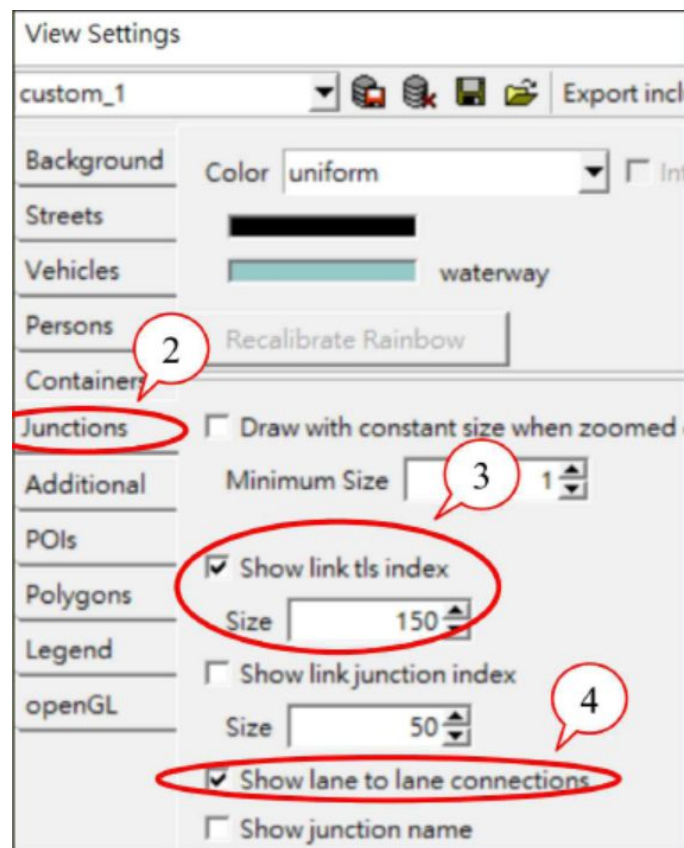 View Settings
custom_1
Export incl
Background
Color uniform
Int
Streets
Vehicles
waterway
Persons
2
Recalibrate Rainbow
Containers
Junctions
Draw with constant size when zoomed
Additional
Minimum Size 1
3
POIs
Show link tls index
Polygons
Size 150
Legend
Show link junction index
4
openGL
Size 50
Show lane to lane connections
Show junction name